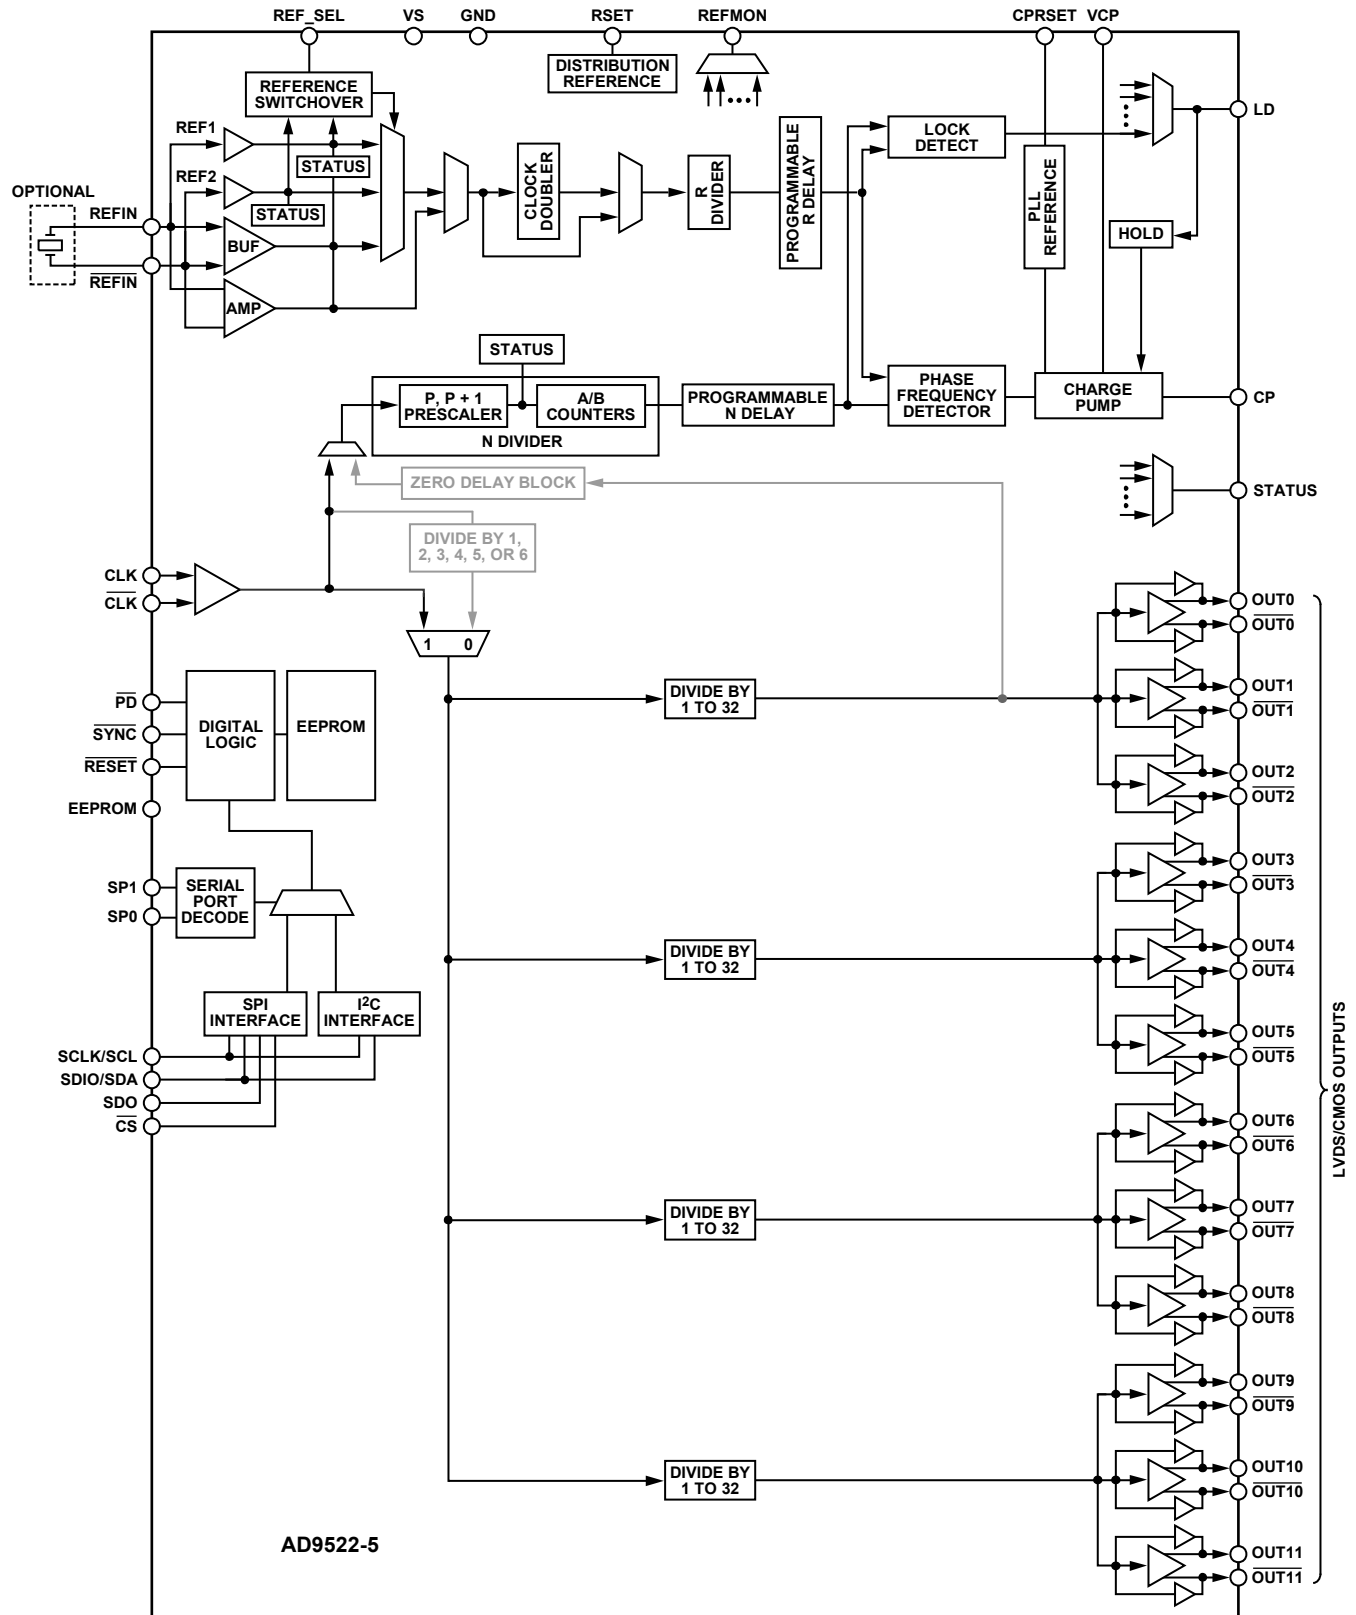 REF_SEL
VS
GND
RSET
REFMON
CPRSET
VCP
DISTRIBUTION
REFERENCE
REFERENCE
SWITCHOVER
REF1
STATUS
REF2
STATUS
OPTIONAL
REFIN
REFIN
BUF
AMP
CLOCK
DOUBLER
R
DIVIDER
PROGRAMMABLE
R DELAY
LOCK
DETECT
LD
PLL
REFERENCE
HOLD
STATUS
P, P + 1
PRESCALER
A/B
COUNTERS
N DIVIDER
PROGRAMMABLE
N DELAY
PHASE
FREQUENCY
DETECTOR
CHARGE
PUMP
CP
ZERO DELAY BLOCK
STATUS
DIVIDE BY 1,
2, 3, 4, 5, OR 6
CLK
CLK
1
0
PD
SYNC
RESET
EEPROM
DIGITAL
LOGIC
EEPROM
SP1
SP0
SERIAL
PORT
DECODE
SPI
INTERFACE
I²C
INTERFACE
SCLK/SCL
SDIO/SDA
SDO
CS
DIVIDE BY
1 TO 32
DIVIDE BY
1 TO 32
DIVIDE BY
1 TO 32
DIVIDE BY
1 TO 32
OUT0
OUT0
OUT1
OUT1
OUT2
OUT2
OUT3
OUT3
OUT4
OUT4
OUT5
OUT5
OUT6
OUT6
OUT7
OUT7
OUT8
OUT8
OUT9
OUT9
OUT10
OUT10
OUT11
OUT11
LVDS/CMOS OUTPUTS
AD9522-5